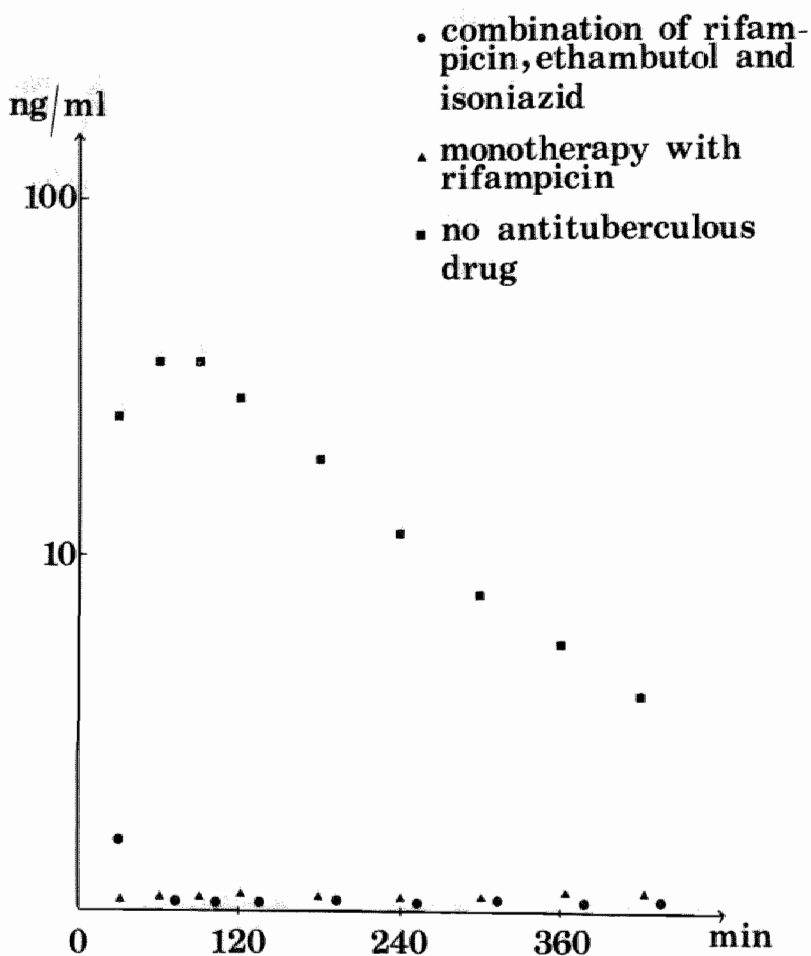 • combination of rifam-
picin, ethambutol and
isoniazid
▴ monotherapy with
rifampicin
▪ no antituberculous
drug
ng/ml
100
10
0 120 240 360 min